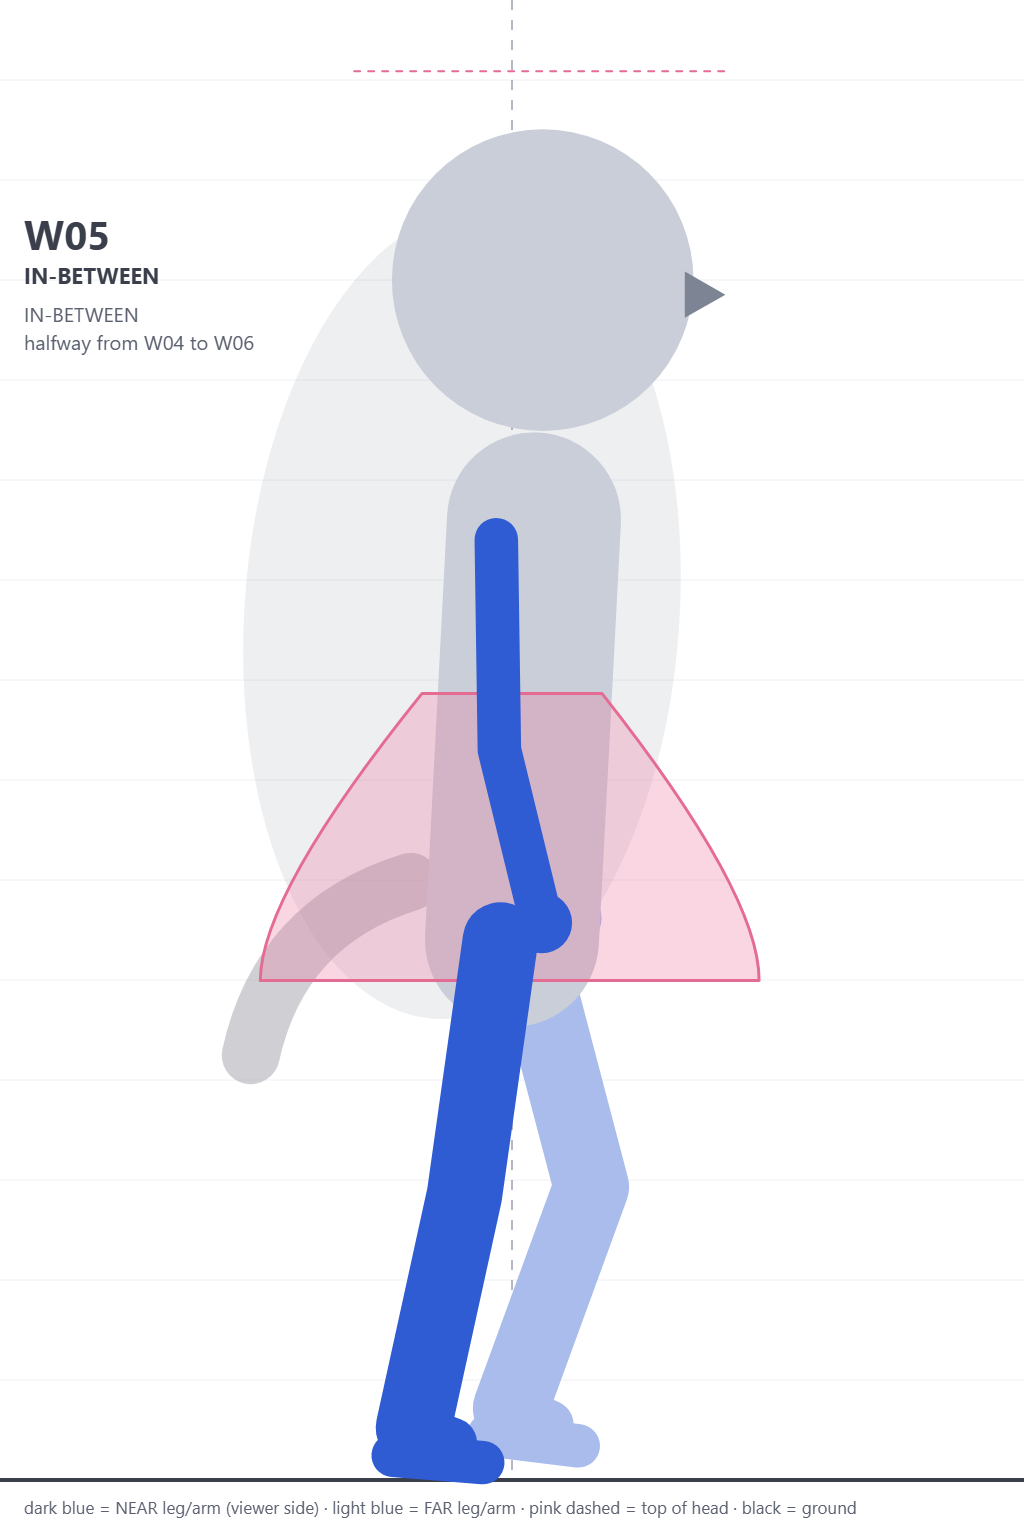 W05
IN-BETWEEN
IN-BETWEEN
halfway from W04 to W06
dark blue = NEAR leg/arm (viewer side) · light blue = FAR leg/arm · pink dashed = top of head · black = ground